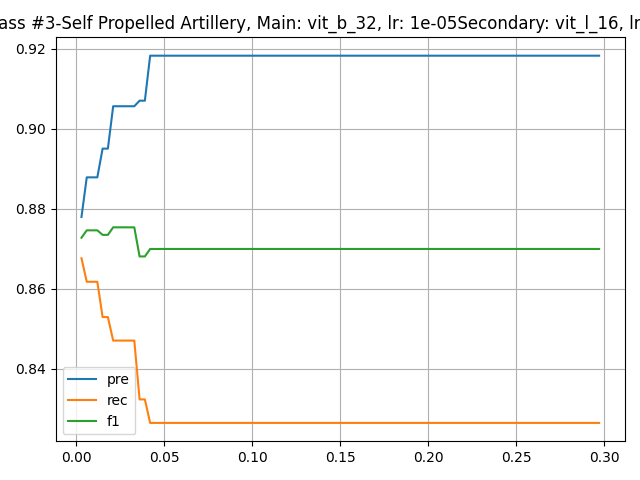 ass #3-Self Propelled Artillery, Main: vit_b_32, lr: 1e-05Secondary: vit_l_16, lr
0.92
0.90
0.88
0.86
0.84
pre
rec
f1
0.00 0.05 0.10 0.15 0.20 0.25 0.30